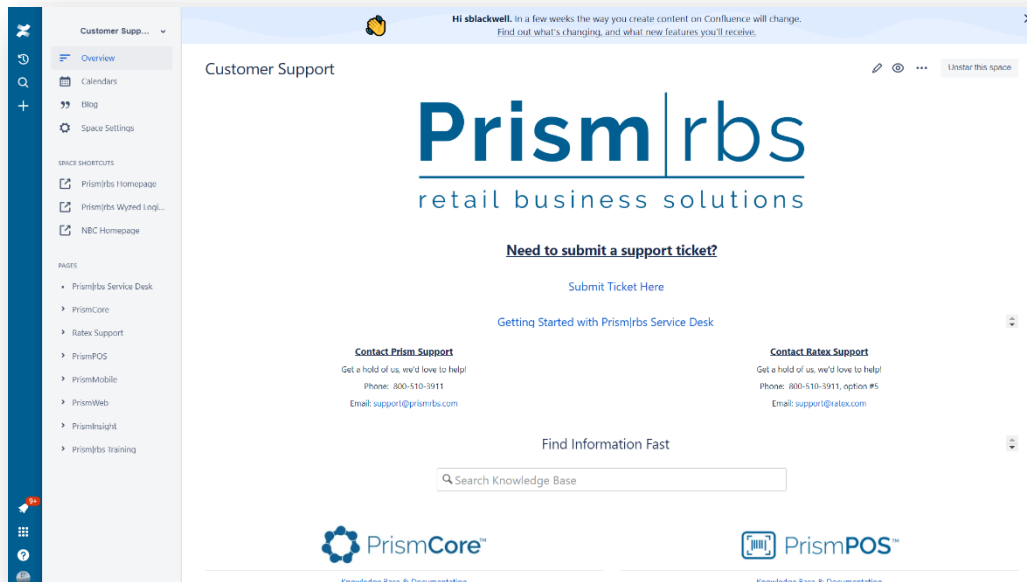 Hi sblackwell. In a few weeks the way you create content on Confluence will change.
Find out what's changing, and what new features you'll receive.
Customer Supp...
Overview
Calendars
Blog
Space Settings
SPACE SHORTCUTS
Prism|rbs Homepage
Prism|rbs Wyzed Logi...
NBC Homepage
PAGES
Prism|rbs Service Desk
PrismCore
Ratex Support
PrismPOS
PrismMobile
PrismWeb
PrismInsight
Prism|rbs Training
9+
Customer Support
Unstar this space
Prism|rbs
retail business solutions
Need to submit a support ticket?
Submit Ticket Here
Getting Started with Prism|rbs Service Desk
Contact Prism Support
Get a hold of us, we'd love to help!
Phone: 800-510-3911
Email: support@prismrbs.com
Contact Ratex Support
Get a hold of us, we'd love to help!
Phone: 800-510-3911, option #5
Email: support@ratex.com
Find Information Fast
Search Knowledge Base
PrismCore™
PrismPOS™
Knowledge Base & Documentation
Knowledge Base & Documentation